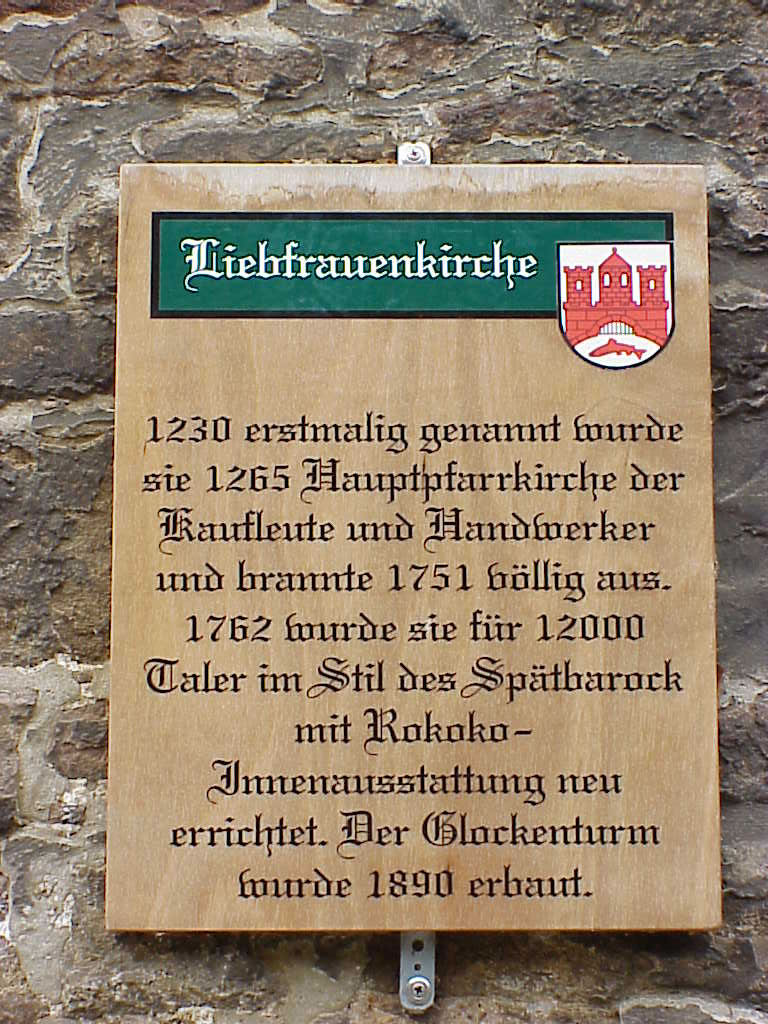 Liebfrauenkirche
1230 erstmalig genannt wurde
sie 1265 Hauptpfarrkirche der
Kaufleute und Handwerker
und brannte 1751 völlig aus.
1762 wurde sie für 12000
Taler im Stil des Spätbarock
mit Rokoko-
Innenausstattung neu
errichtet. Der Glockenturm
wurde 1890 erbaut.